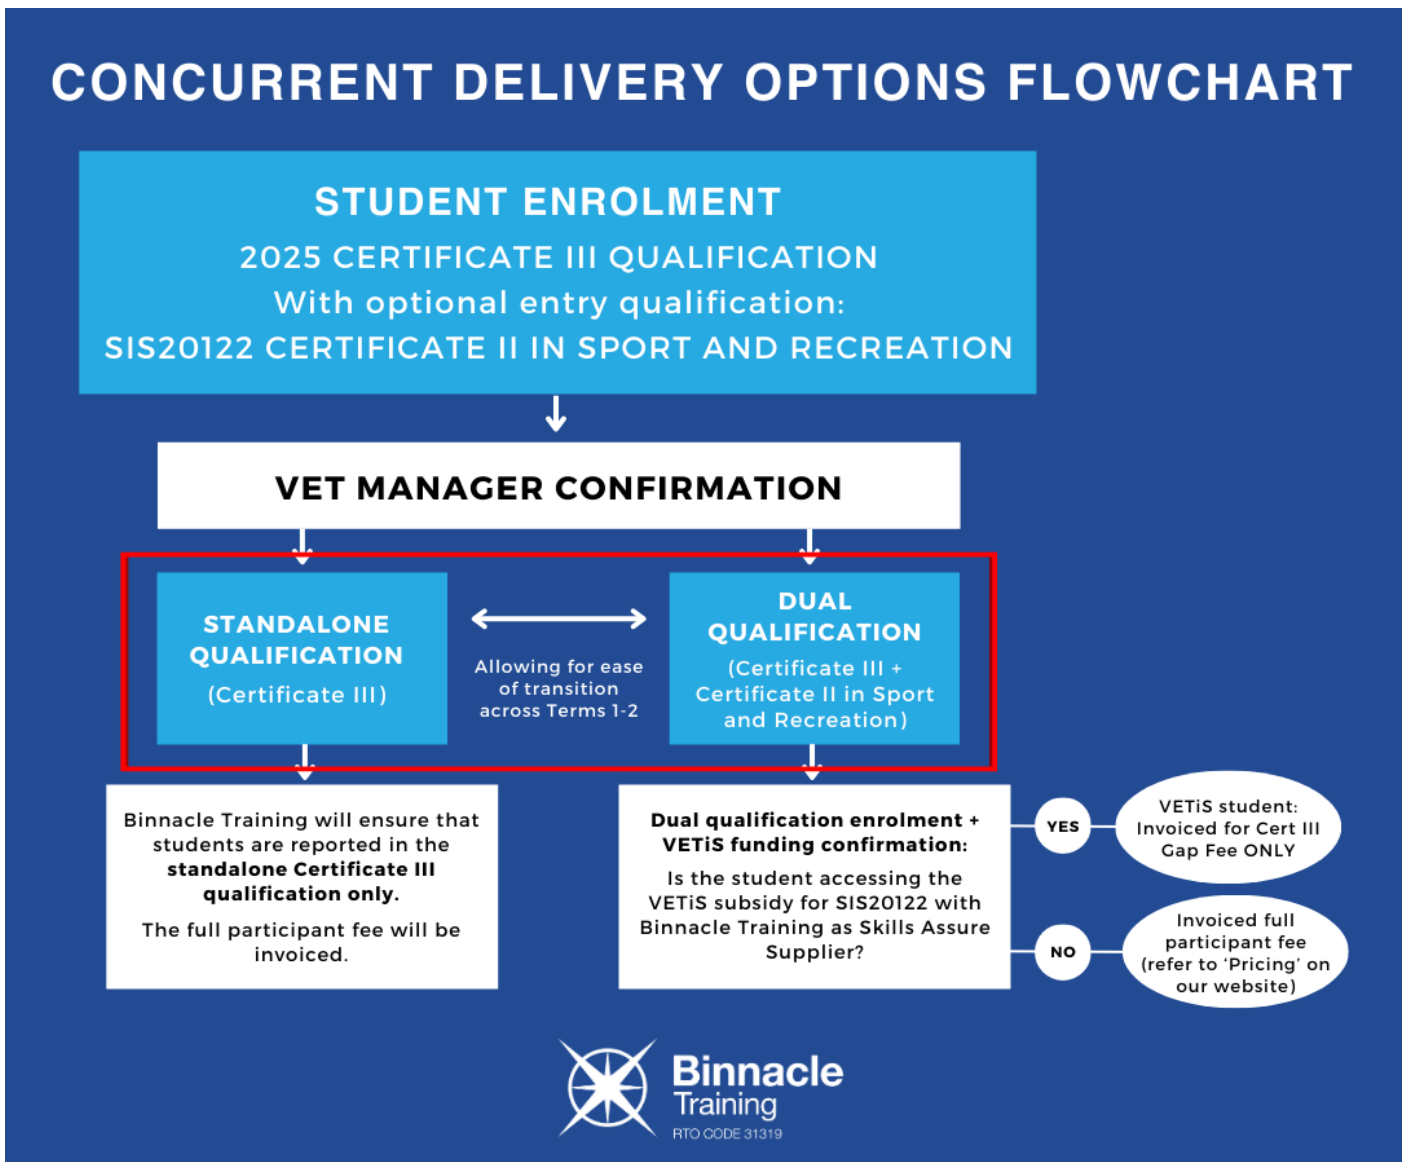 CONCURRENT DELIVERY OPTIONS FLOWCHART
STUDENT ENROLMENT
2025 CERTIFICATE III QUALIFICATION
With optional entry qualification:
SIS20122 CERTIFICATE II IN SPORT AND RECREATION
VET MANAGER CONFIRMATION
STANDALONE
QUALIFICATION
(Certificate III)
Allowing for ease
of transition
across Terms 1-2
DUAL
QUALIFICATION
(Certificate III +
Certificate II in Sport
and Recreation)
Binnacle Training will ensure that
students are reported in the
standalone Certificate III
qualification only.
The full participant fee will be
invoiced.
Dual qualification enrolment +
VETiS funding confirmation:
Is the student accessing the
VETiS subsidy for SIS20122 with
Binnacle Training as Skills Assure
Supplier?
YES
VETiS student:
Invoiced for Cert III
Gap Fee ONLY
NO
Invoiced full
participant fee
(refer to 'Pricing' on
our website)
Binnacle
Training
RTO CODE 31319